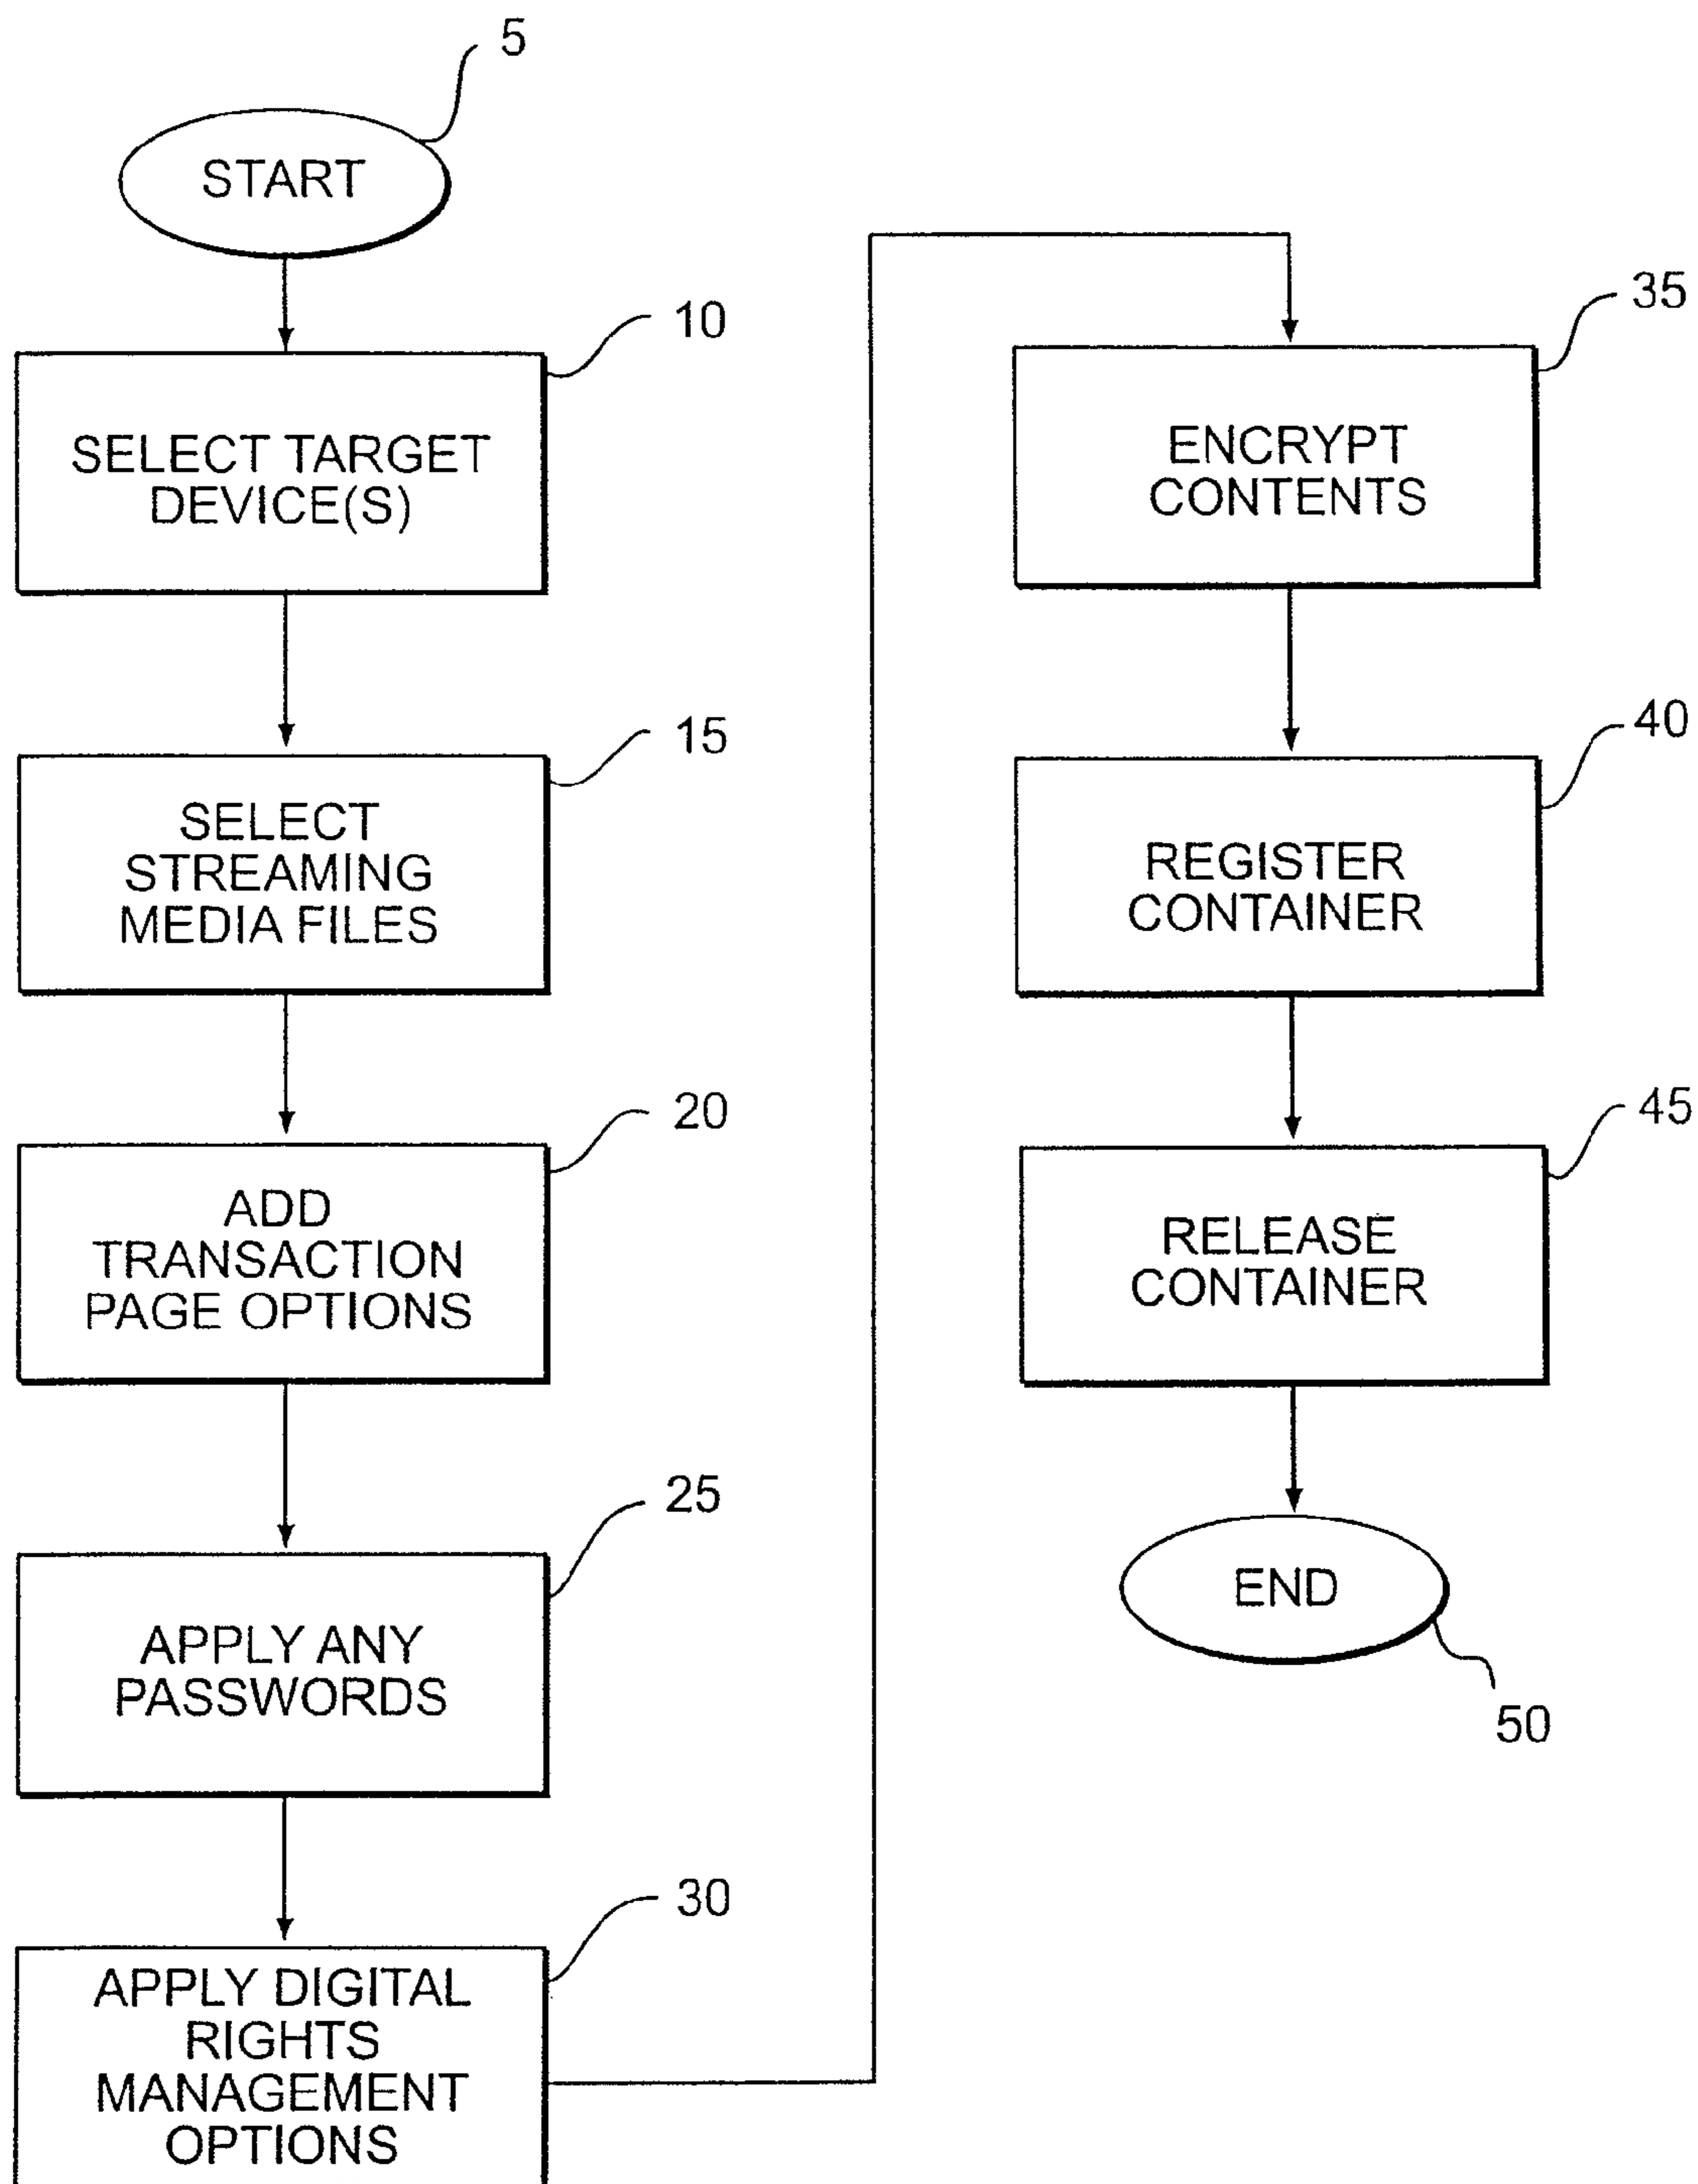 5
START
10
SELECT TARGET
DEVICE(S)
15
SELECT
STREAMING
MEDIA FILES
20
ADD
TRANSACTION
PAGE OPTIONS
25
APPLY ANY
PASSWORDS
30
APPLY DIGITAL
RIGHTS
MANAGEMENT
OPTIONS
35
ENCRYPT
CONTENTS
40
REGISTER
CONTAINER
45
RELEASE
CONTAINER
END
50